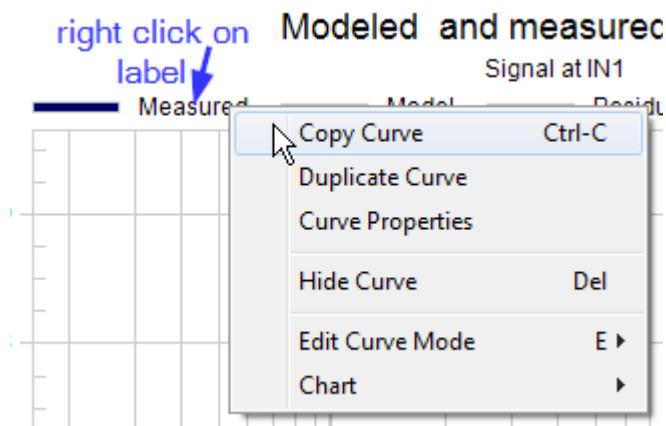 right click on
label
Modeled and measured
Signal at IN1
Measured
Model
Copy Curve Ctrl-C
Duplicate Curve
Curve Properties
Hide Curve Del
Edit Curve Mode E
Chart